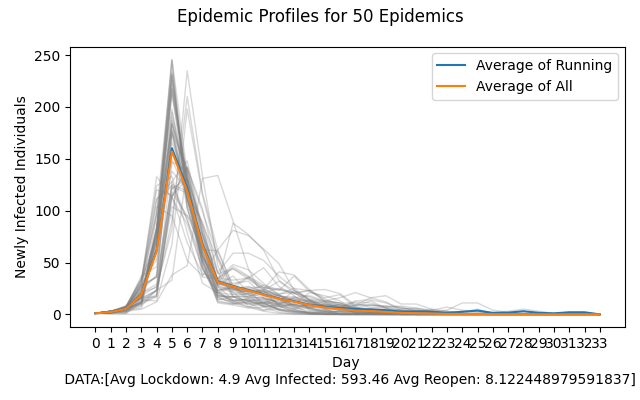 Epidemic Profiles for 50 Epidemics
250
200
150
100
50
0
Newly Infected Individuals
Average of Running
Average of All
0 1 2 3 4 5 6 7 8 9 10 11 12 13 14 15 16 17 18 19 20 21 22 23 24 25 26 27 28 29 30 31 32 33
Day
DATA:[Avg Lockdown: 4.9 Avg Infected: 593.46 Avg Reopen: 8.122448979591837]